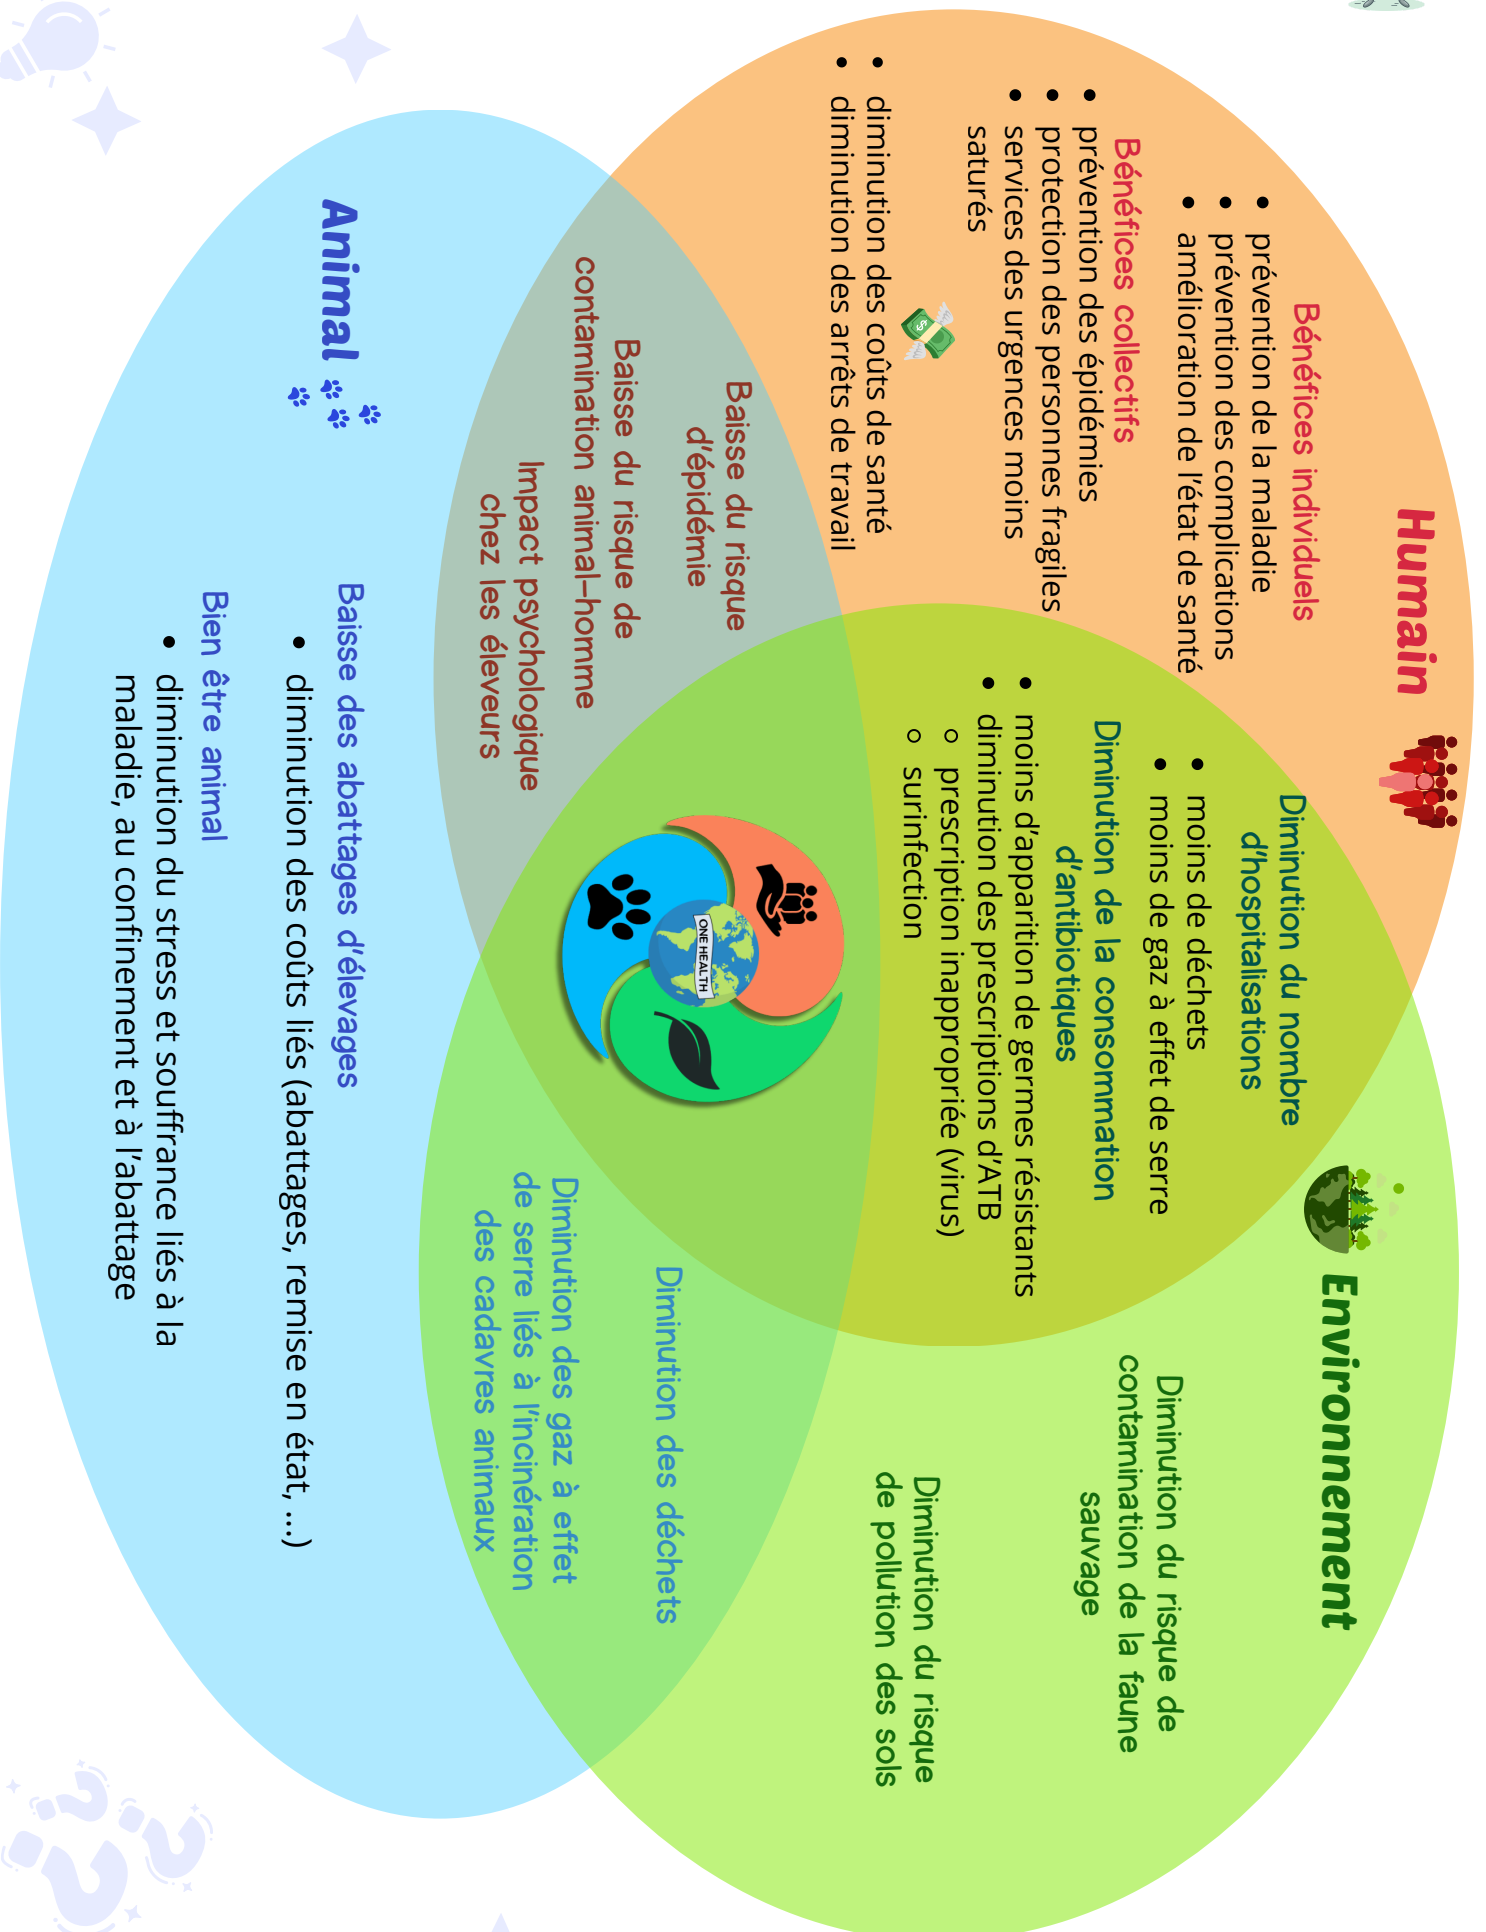 Humain
Bénéfices individuels
prévention de la maladie
prévention des complications
amélioration de l'état de santé
Bénéfices collectifs
prévention des épidémies
protection des personnes fragiles
services des urgences moins
saturés
diminution des coûts de santé
diminution des arrêts de travail
Diminution du nombre
d'hospitalisations
moins de déchets
moins de gaz à effet de serre
Diminution de la consommation
d'antibiotiques
moins d'apparition de germes résistants
diminution des prescriptions d'ATB
prescription inappropriée (virus)
surinfection
Environnement
Diminution du risque de
contamination de la faune
sauvage
Diminution du risque
de pollution des sols
Baisse du risque
d'épidémie
Baisse du risque de
contamination animal-homme
Impact psychologique
chez les éleveurs
ONE HEALTH
Diminution des déchets
Diminution des gaz à effet
de serre liés à l'incinération
des cadavres animaux
Animal
Baisse des abattages d'élevages
diminution des coûts liés (abattages, remise en état, ...)
Bien être animal
diminution du stress et souffrance liés à la
maladie, au confinement et à l'abattage